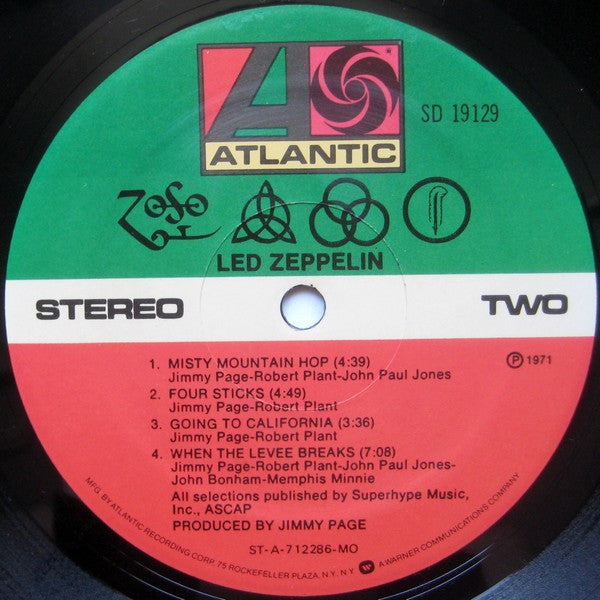 ATLANTIC
SD 19129
LED ZEPPELIN
STEREO TWO
1. MISTY MOUNTAIN HOP (4:39)
Jimmy Page-Robert Plant-John Paul Jones
℗ 1971
2. FOUR STICKS (4:49)
Jimmy Page-Robert Plant
3. GOING TO CALIFORNIA (3:36)
Jimmy Page-Robert Plant
4. WHEN THE LEVEE BREAKS (7:08)
Jimmy Page-Robert Plant-John Paul Jones-
John Bonham-Memphis Minnie
All selections published by Superhype Music,
Inc., ASCAP
PRODUCED BY JIMMY PAGE
ST-A-712286-MO
MFG. BY ATLANTIC RECORDING CORP. 75 ROCKEFELLER PLAZA, N.Y. N.Y. W A WARNER COMMUNICATIONS COMPANY